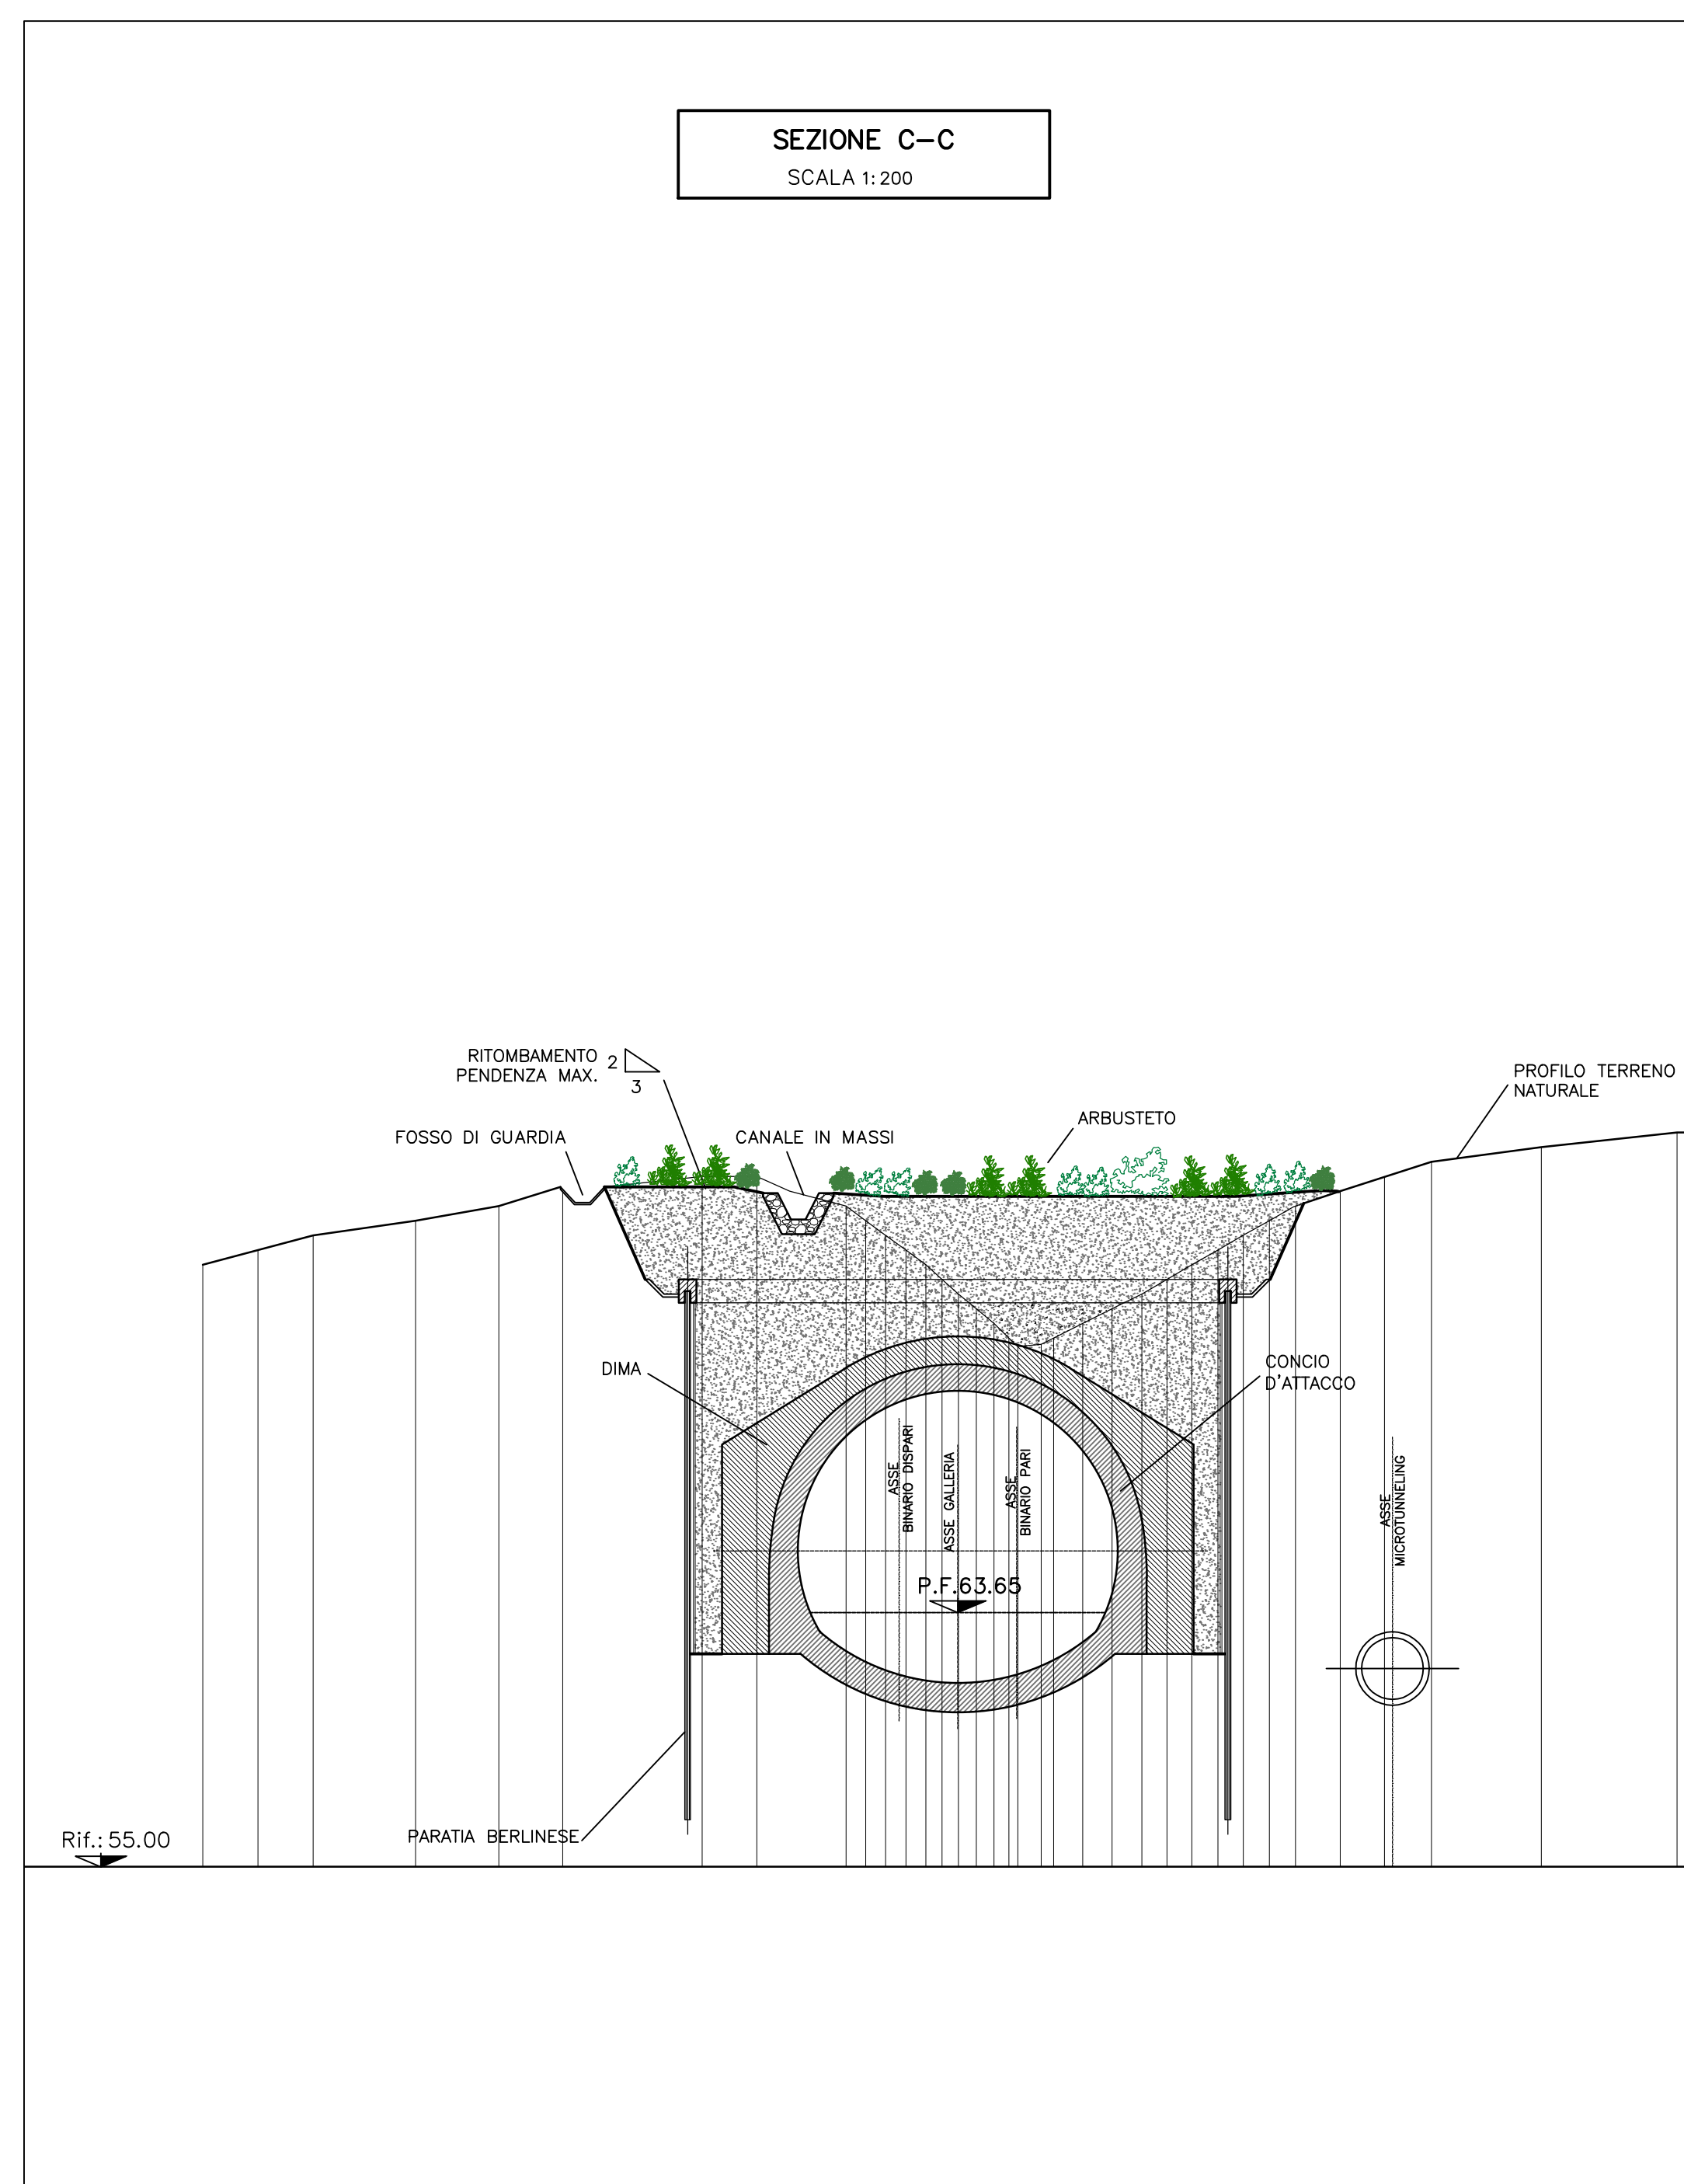 SEZIONE C-C
SCALA 1:200
RITOMBAMENTO
PENDENZA MAX.
2
3
PROFILO TERRENO
NATURALE
ARBUSTETO
FOSSO DI GUARDIA
CANALE IN MASSI
DIMA
CONCIO
D'ATTACCO
ASSE
BINARIO DISPARI
ASSE GALLERIA
ASSE
BINARIO PARI
ASSE
MICROTUNNELING
P.F.63.65
PARATIA BERLINESE
Rif.: 55.00